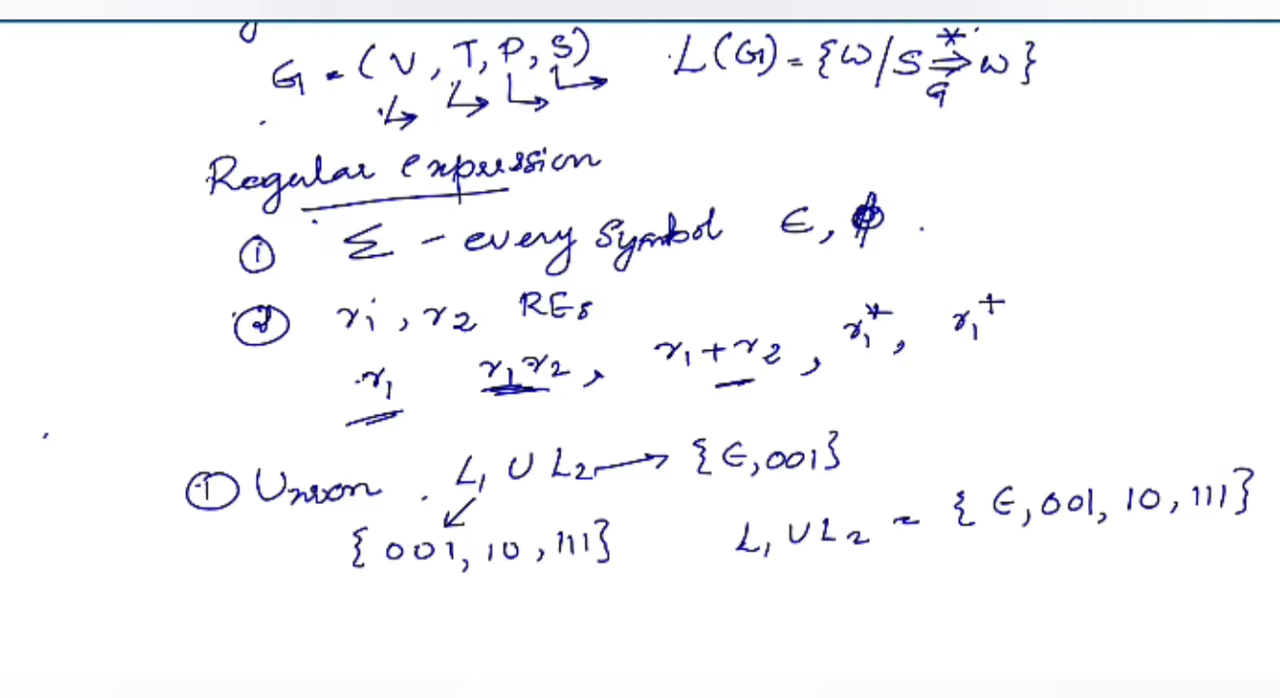 G = (V, T, P, S) L(G) = {w/S ⇒*G w}
Regular expression
① Σ - every symbol ∈, φ.
② r1, r2 REs
r1 r1r2, r1+r2, r1*, r1+
① Union. L1 ∪ L2 → {∈,001}
{001, 10, 111} L1 ∪ L2 = {∈,001, 10, 111}